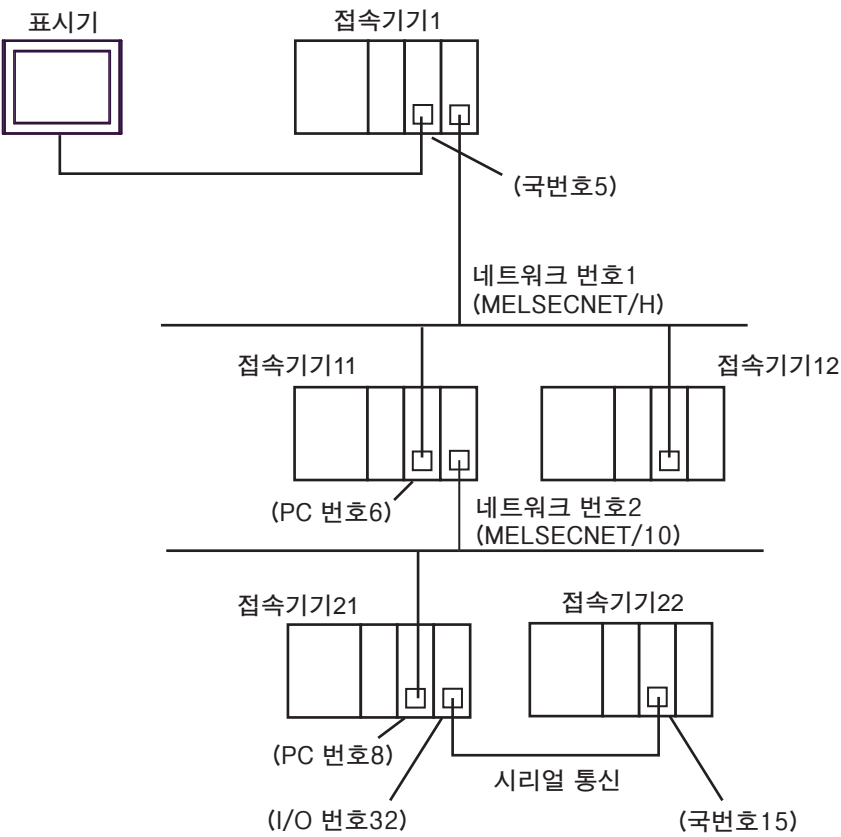 표시기
접속기기1
(국번호5)
네트워크 번호1
(MELSECNET/H)
접속기기11
접속기기12
(PC 번호6)
네트워크 번호2
(MELSECNET/10)
접속기기21
접속기기22
(PC 번호8)
시리얼 통신
(I/O 번호32)
(국번호15)